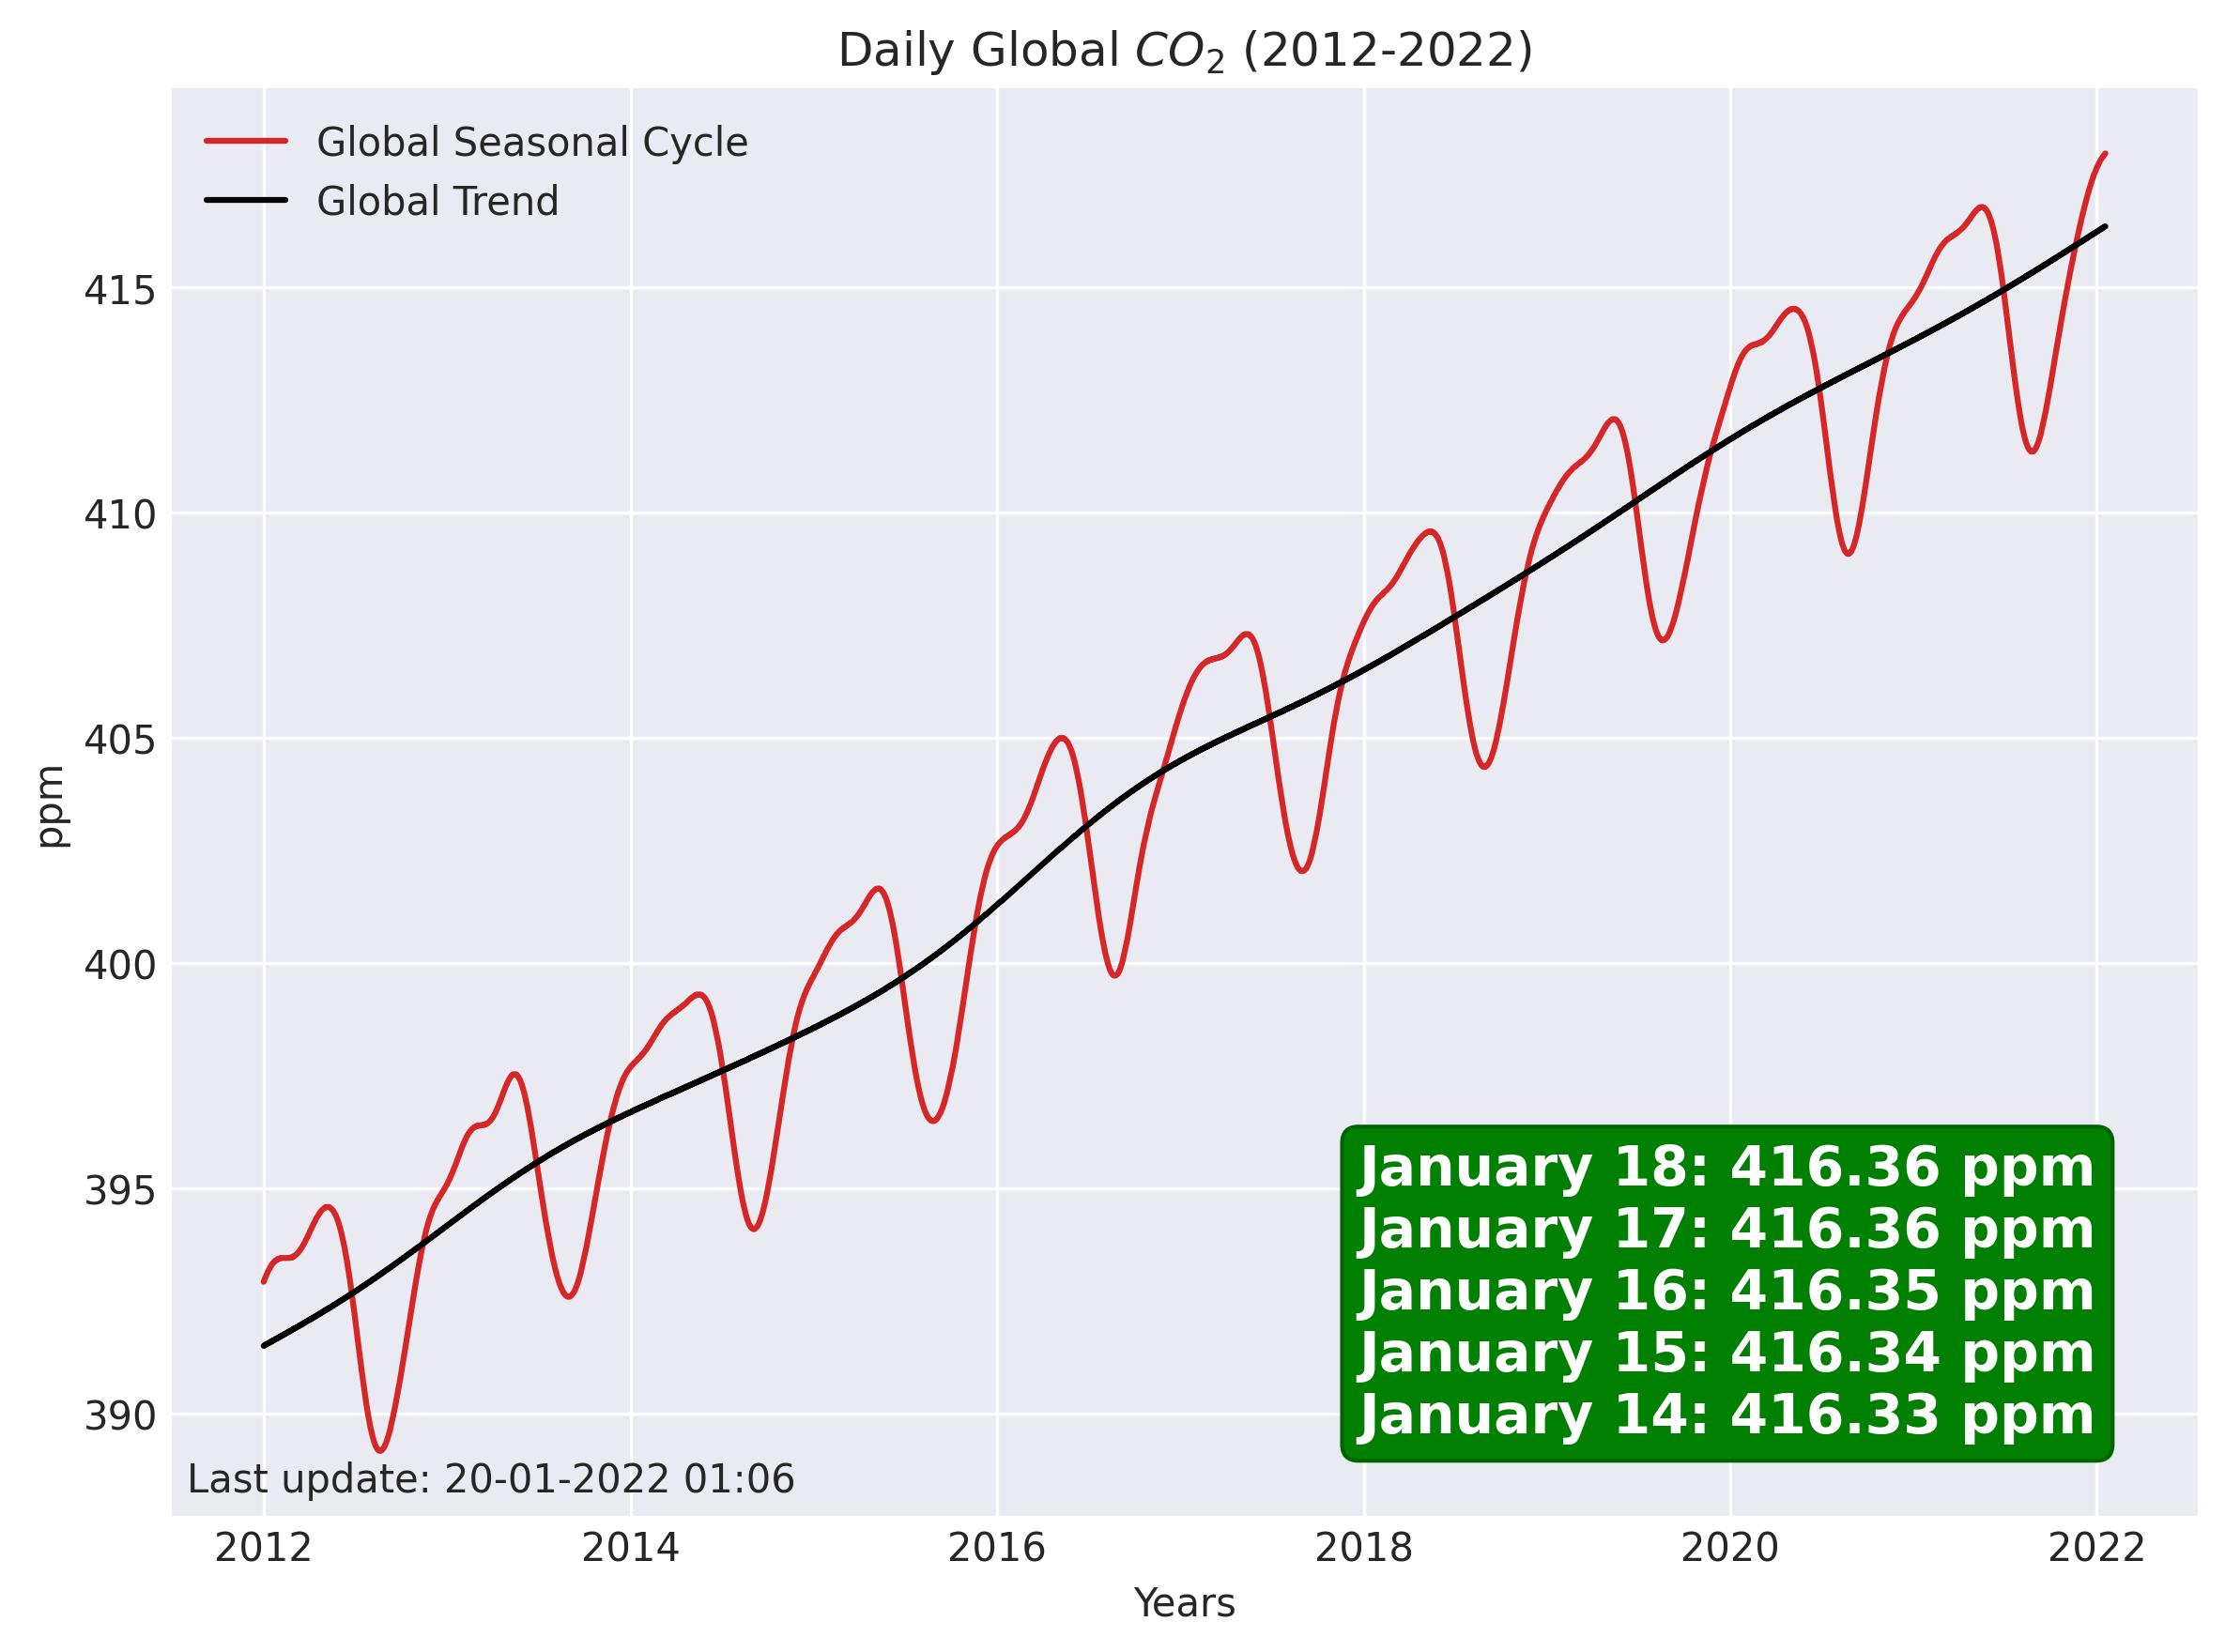 Daily Global CO₂ (2012-2022)
Global Seasonal Cycle
Global Trend
415
410
405
400
395
390
ppm
January 18: 416.36 ppm
January 17: 416.36 ppm
January 16: 416.35 ppm
January 15: 416.34 ppm
January 14: 416.33 ppm
Last update: 20-01-2022 01:06
2012 2014 2016 2018 2020 2022
Years